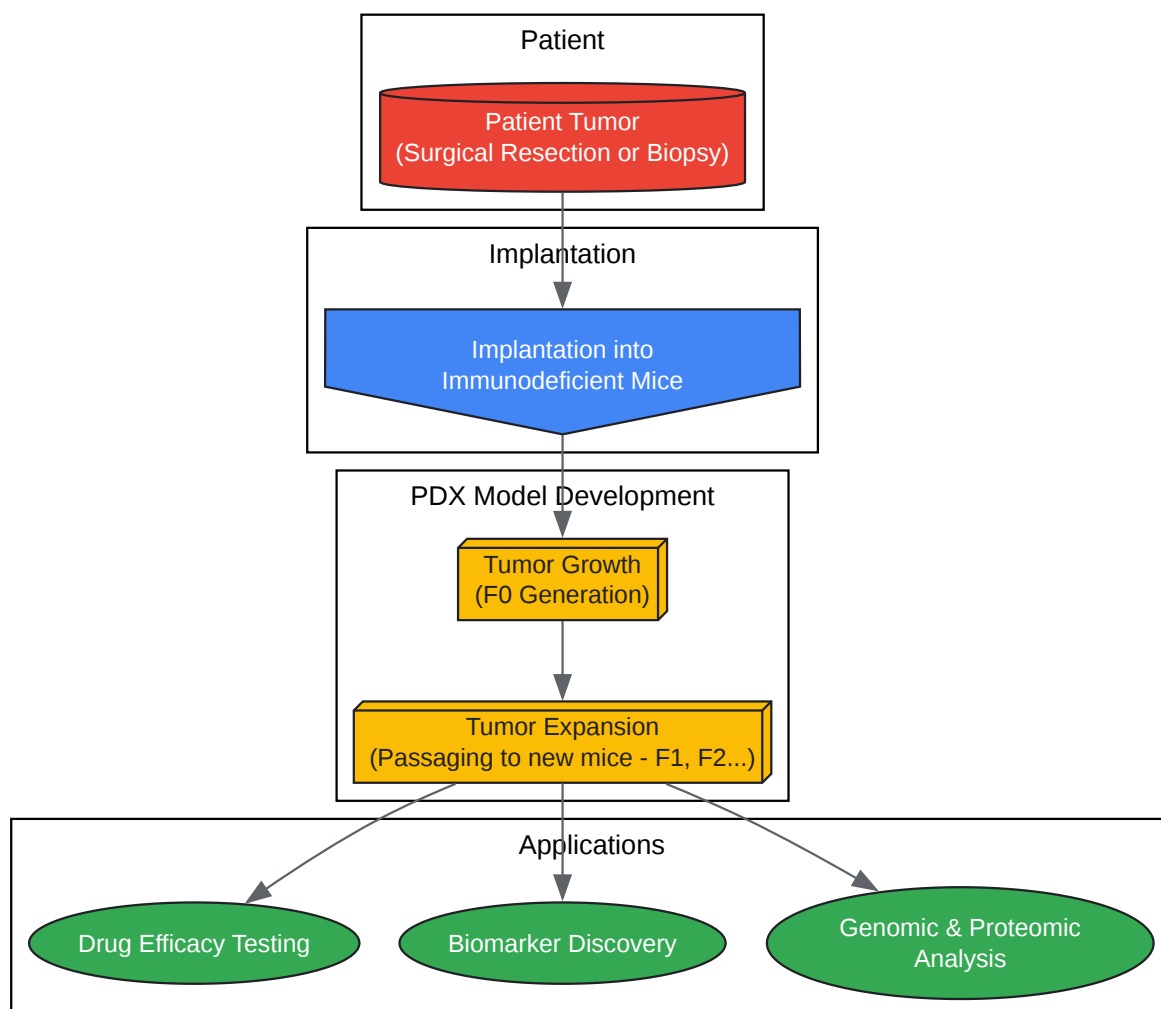 Patient
Patient Tumor
(Surgical Resection or Biopsy)
Implantation
Implantation into
Immunodeficient Mice
PDX Model Development
Tumor Growth
(F0 Generation)
Tumor Expansion
(Passaging to new mice - F1, F2...)
Applications
Drug Efficacy Testing
Biomarker Discovery
Genomic & Proteomic
Analysis